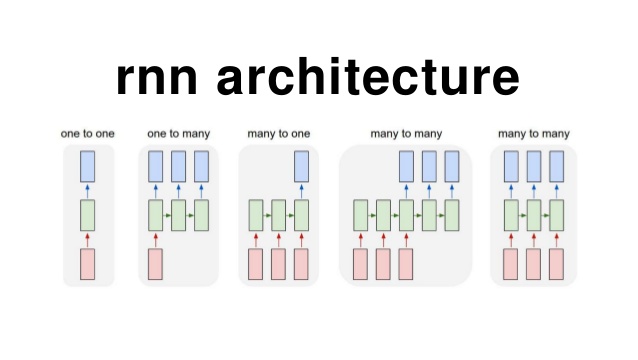 rnn architecture
one to one
one to many
many to one
many to many
many to many